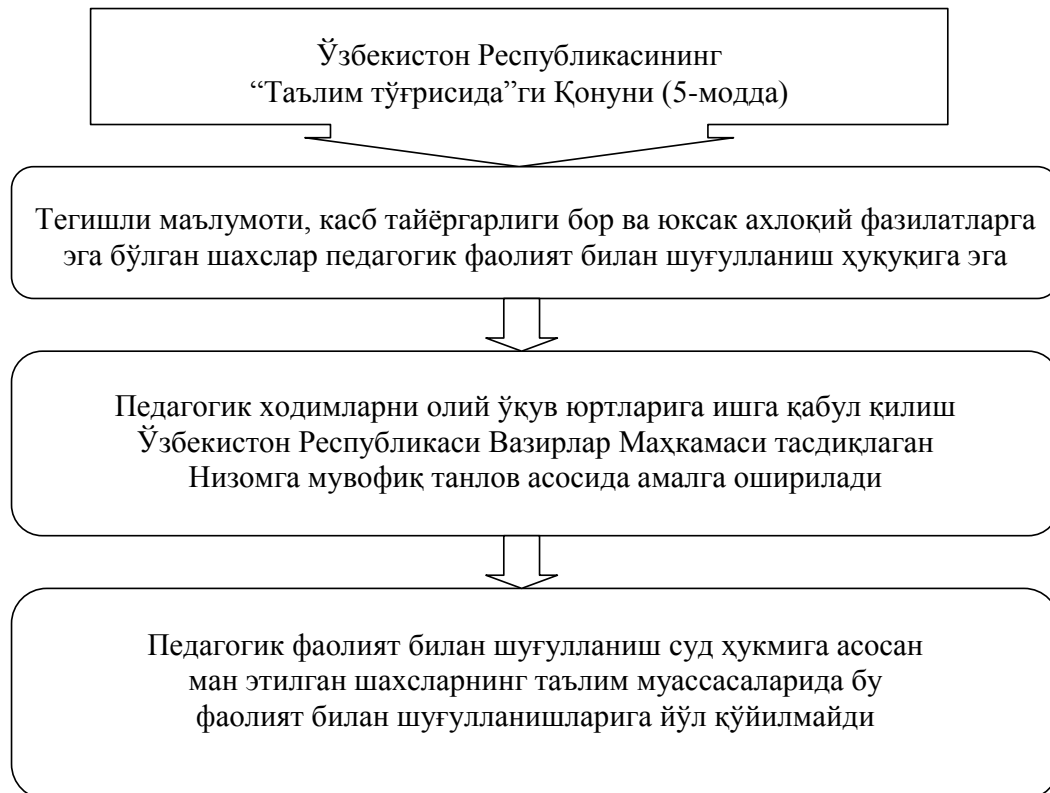 Ўзбекистон Республикасининг
“Таълим тўғрисида”ги Қонуни (5-модда)
Тегишли маълумоти, касб тайёргарлиги бор ва юксак ахлоқий фазилатларга
эга бўлган шахслар педагогик фаолият билан шуғулланиш ҳуқуқига эга
Педагогик ходимларни олий ўқув юртларига ишга қабул қилиш
Ўзбекистон Республикаси Вазирлар Маҳкамаси тасдиқлаган
Низомга мувофиқ танлов асосида амалга оширилади
Педагогик фаолият билан шуғулланиш суд ҳукмига асосан
ман этилган шахсларнинг таълим муассасаларида бу
фаолият билан шуғулланишларига йўл қўйилмайди